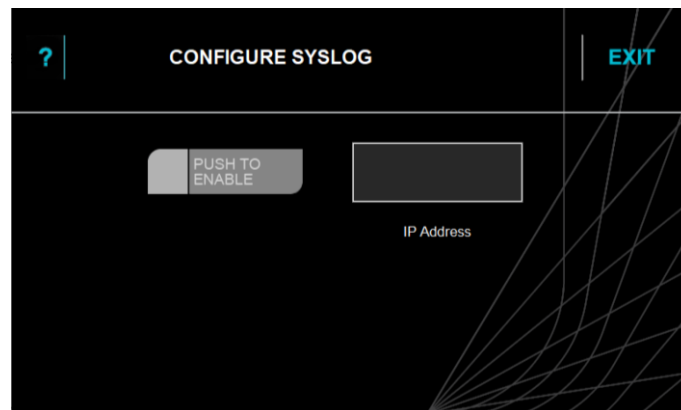 ?
CONFIGURE SYSLOG
EXIT
PUSH TO
ENABLE
IP Address